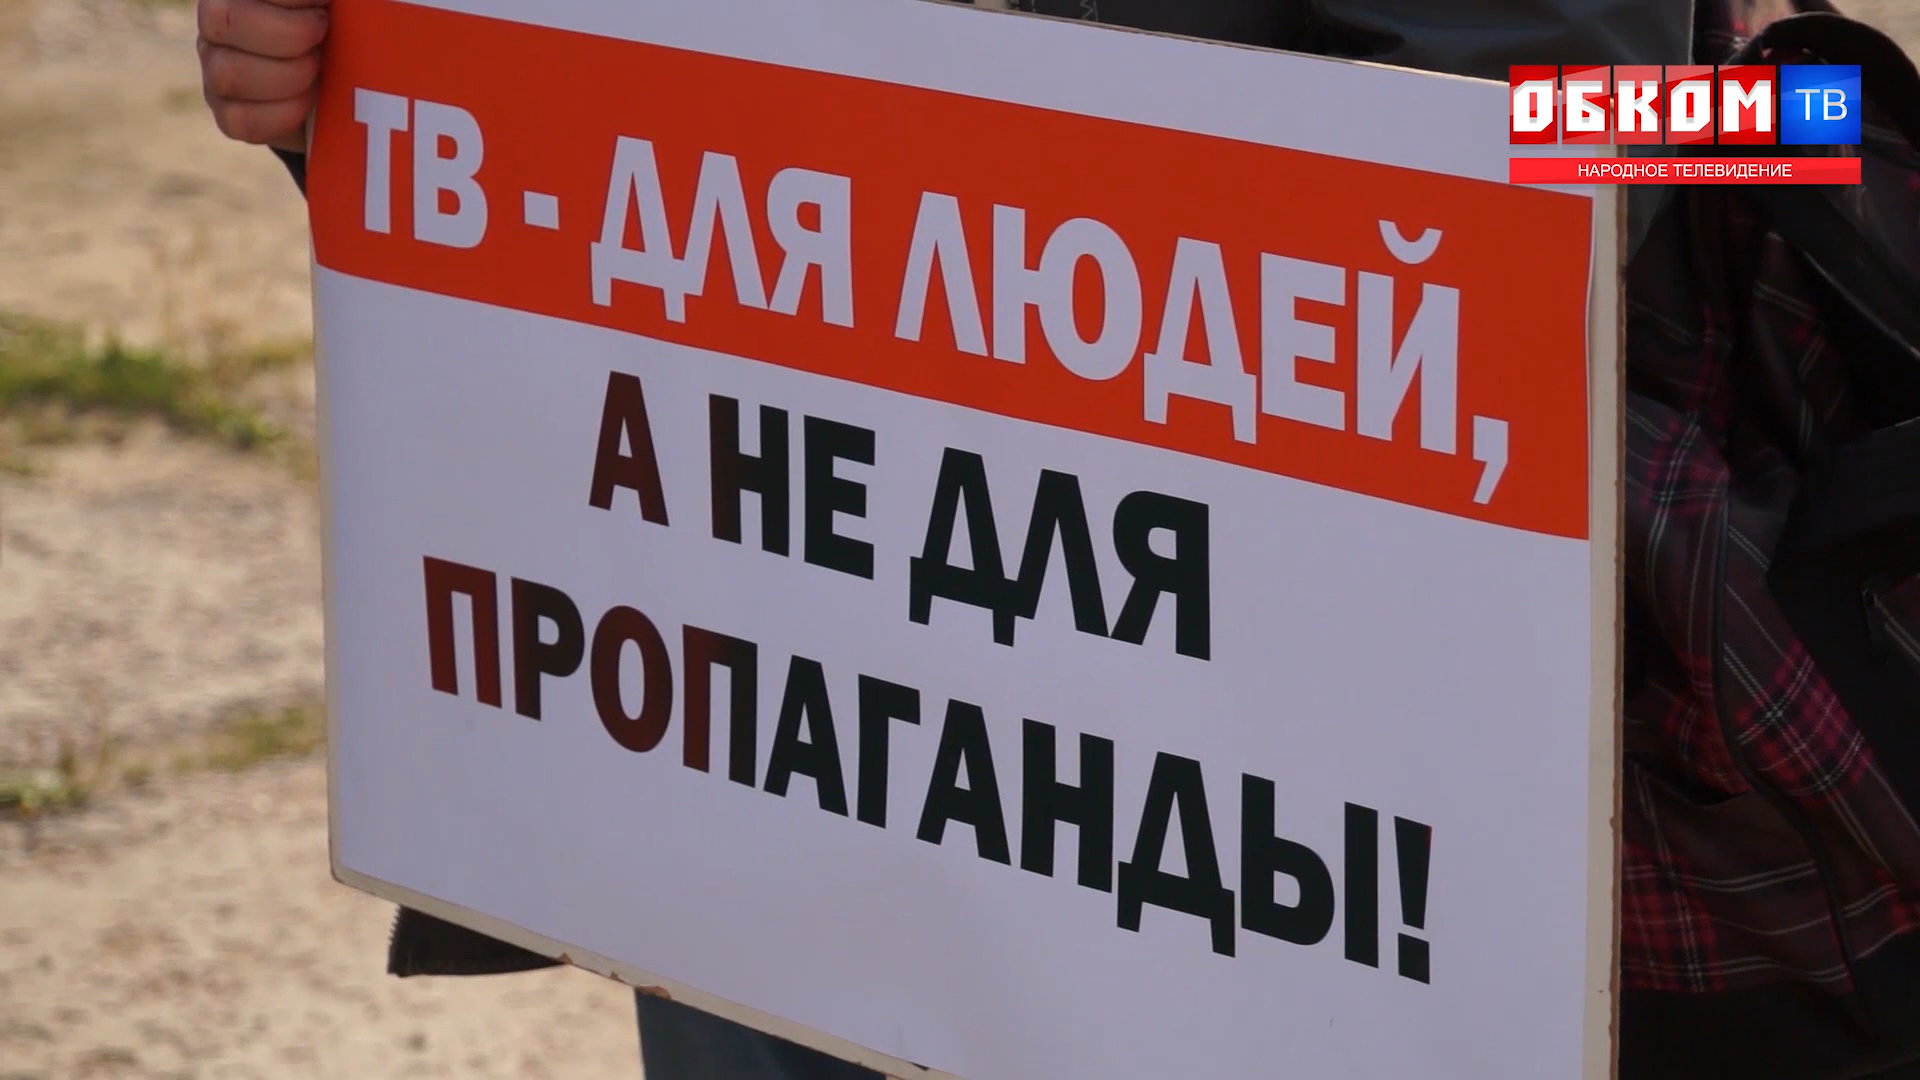 ОБКОМ ТВ
НАРОДНОЕ ТЕЛЕВИДЕНИЕ
ТВ - ДЛЯ ЛЮДЕЙ,
А НЕ ДЛЯ
ПРОПАГАНДЫ!